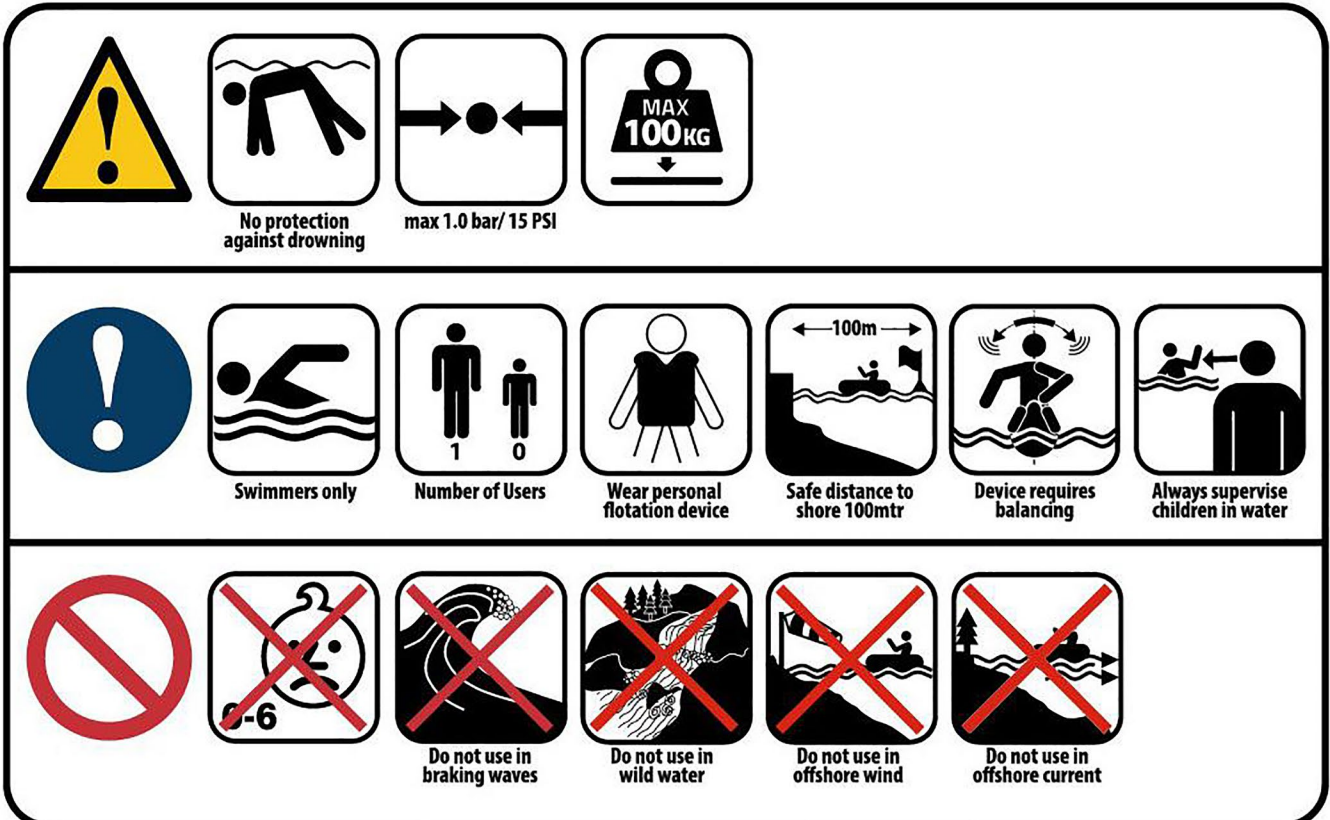 No protection
against drowning
max 1.0 bar/ 15 PSI
MAX
100KG
Swimmers only
1 0
Number of Users
Wear personal
flotation device
100m
Safe distance to
shore 100mtr
Device requires
balancing
Always supervise
children in water
0-6
Do not use in
braking waves
Do not use in
wild water
Do not use in
offshore wind
Do not use in
offshore current